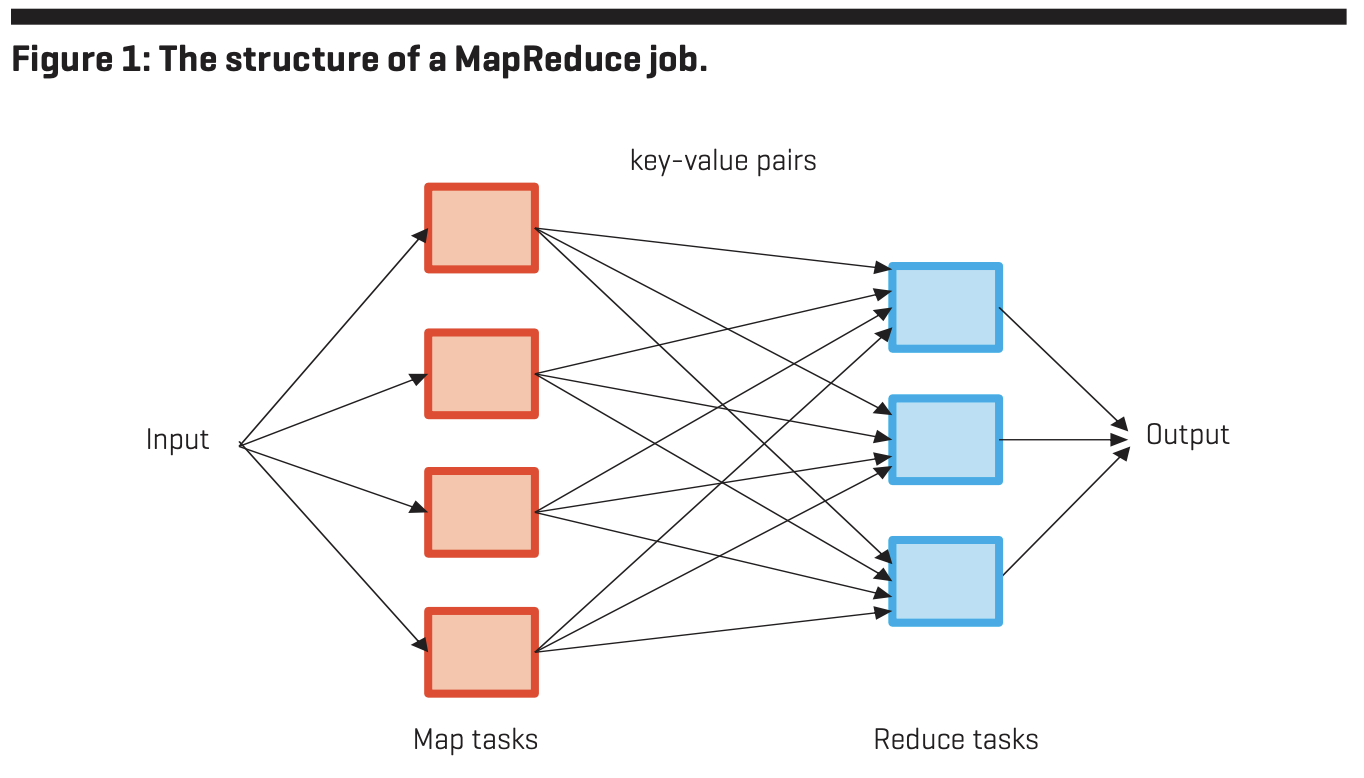 Figure 1: The structure of a MapReduce job.
key-value pairs
Input
Output
Map tasks
Reduce tasks